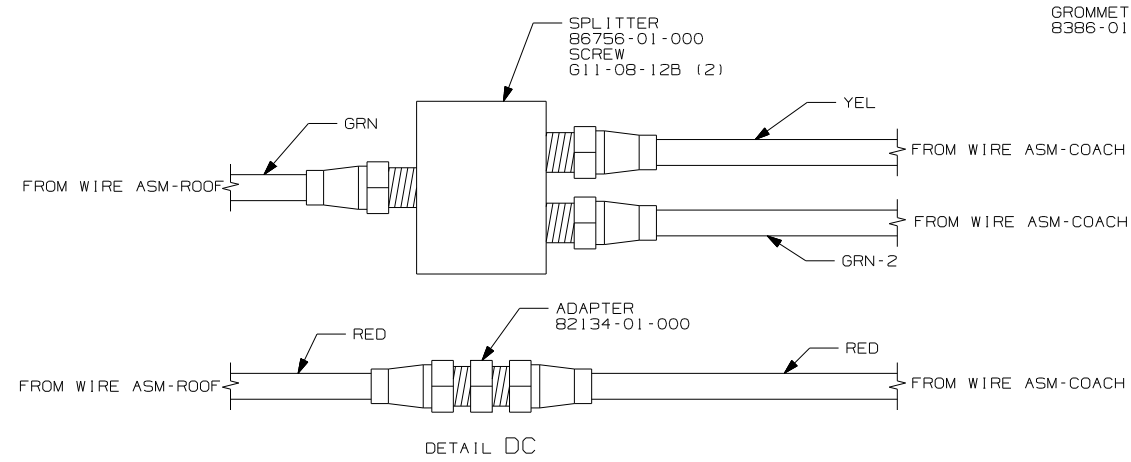 SPLITTER
86756-01-000
SCREW
G11-08-12B (2)
GROMMET
8386-01
GRN
YEL
FROM WIRE ASM-ROOF
FROM WIRE ASM-COACH
FROM WIRE ASM-COACH
GRN-2
ADAPTER
82134-01-000
RED
RED
FROM WIRE ASM-ROOF
FROM WIRE ASM-COACH
DETAIL DC